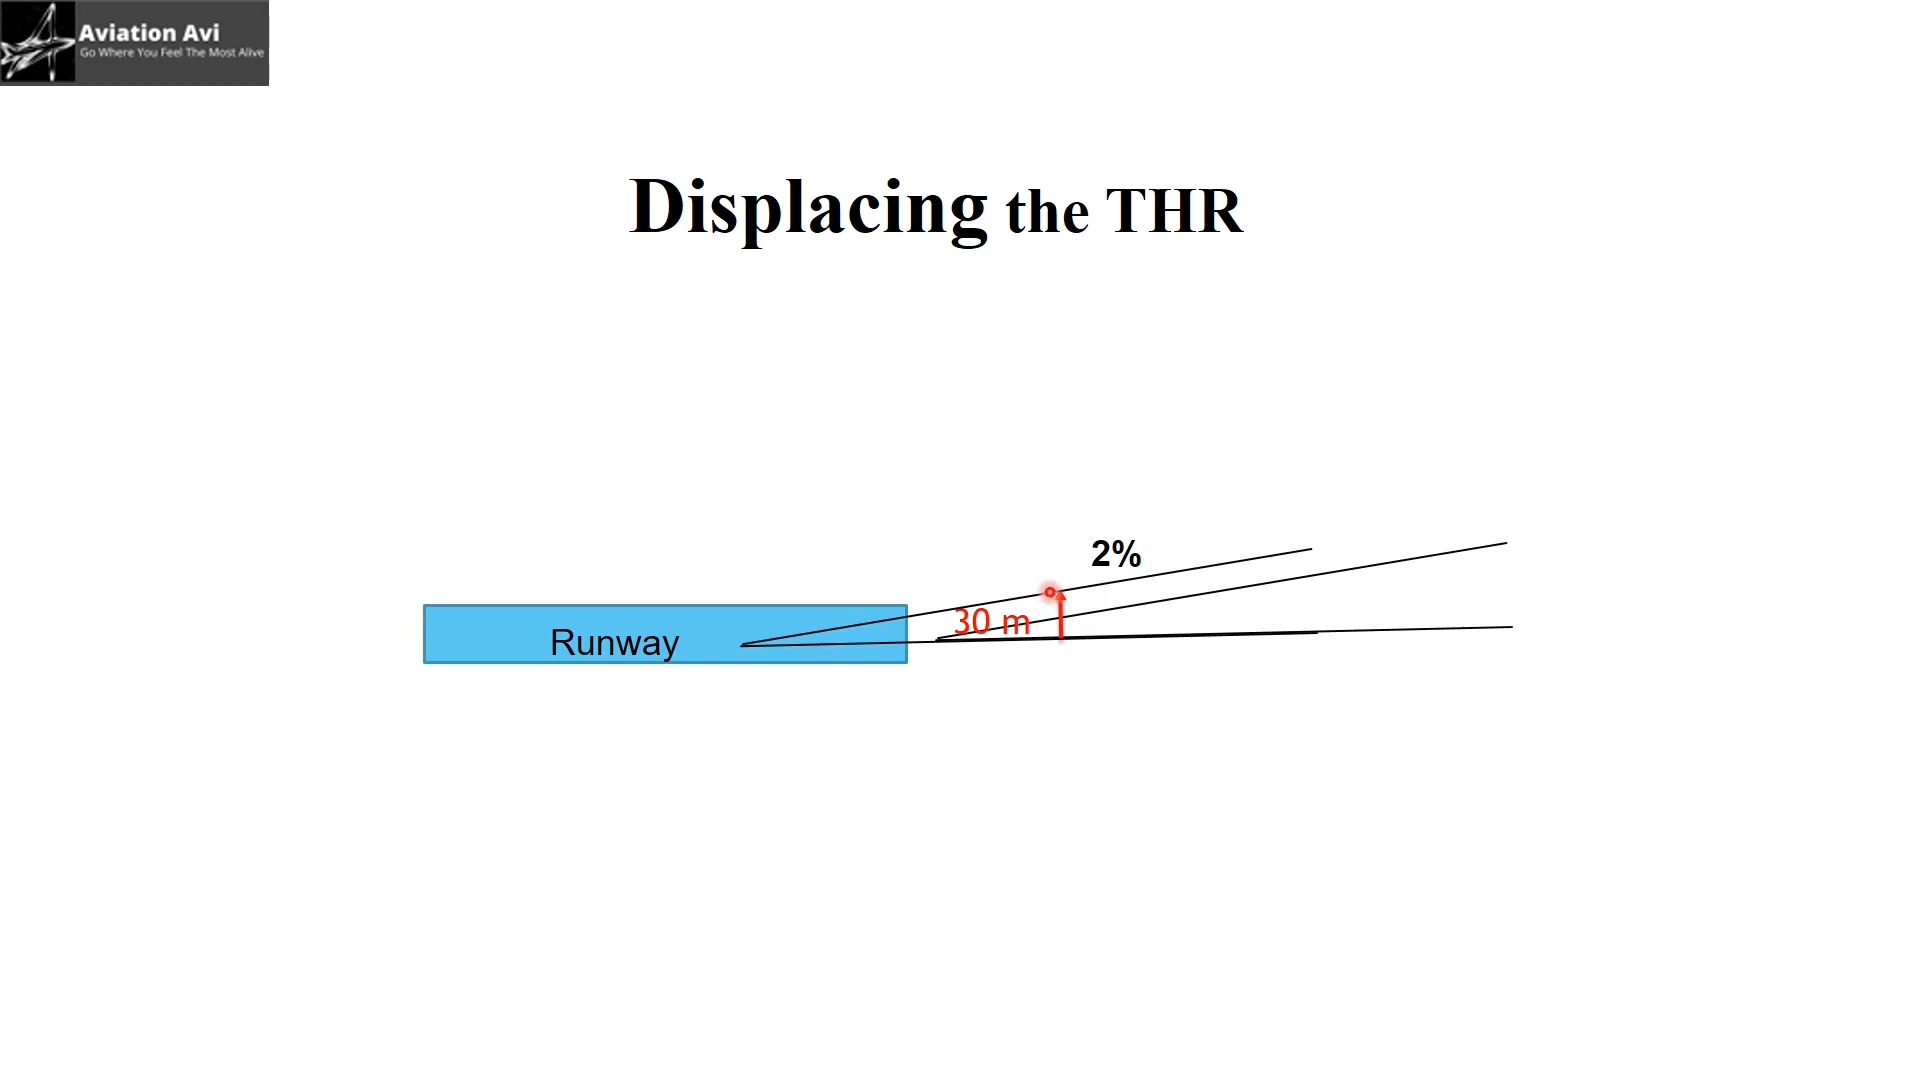 Aviation Avi
Go Where You Feel The Most Alive
Displacing the THR
2%
30 m
Runway